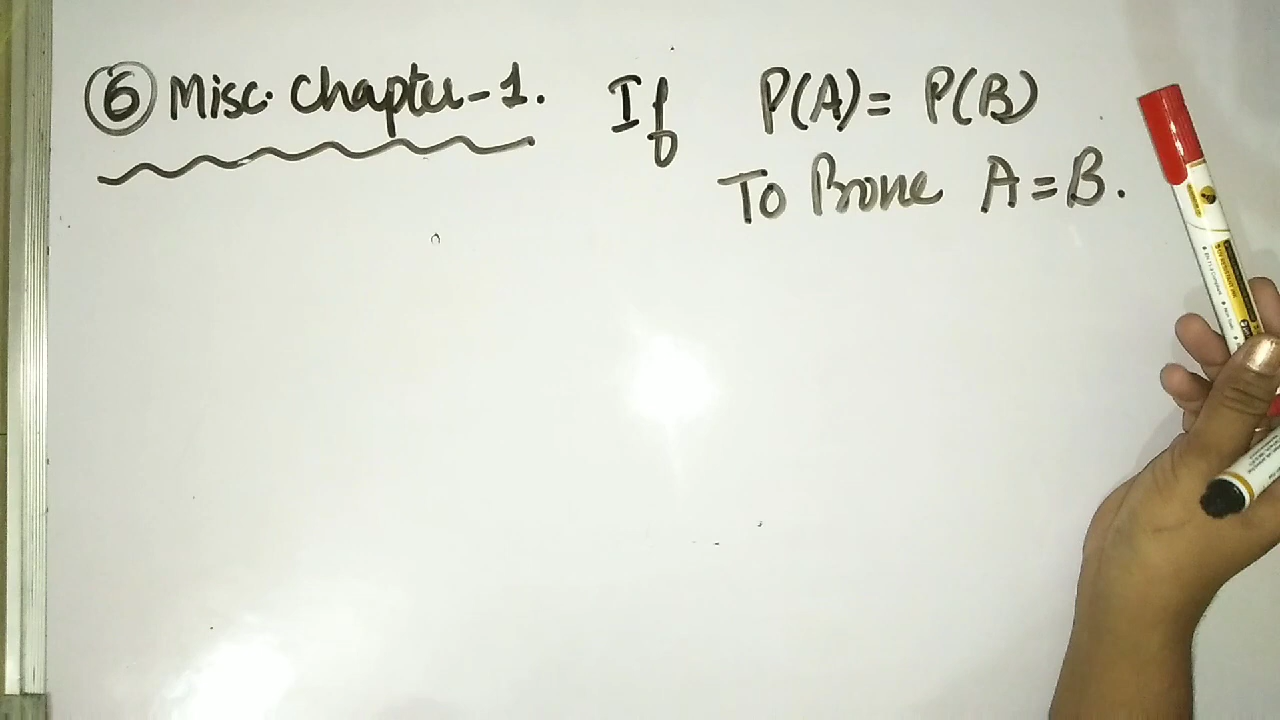 6 Misc. Chapter-1. If P(A) = P(B)
To Prove A = B.